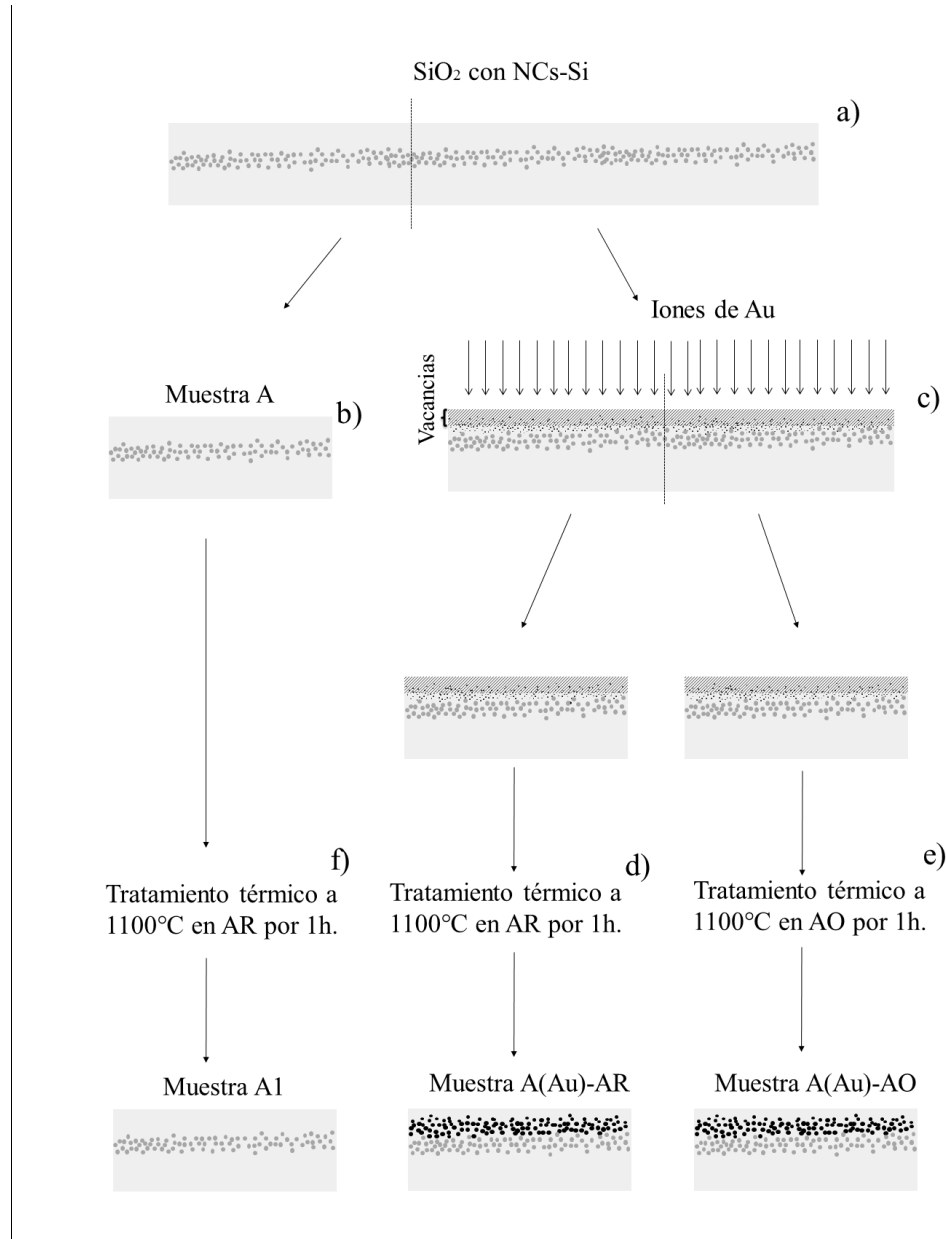 SiO₂ con NCs-Si
a)
Iones de Au
Vacancias
c)
Muestra A
b)
f)
Tratamiento térmico a
1100°C en AR por 1h.
d)
Tratamiento térmico a
1100°C en AR por 1h.
e)
Tratamiento térmico a
1100°C en AO por 1h.
Muestra A1
Muestra A(Au)-AR
Muestra A(Au)-AO